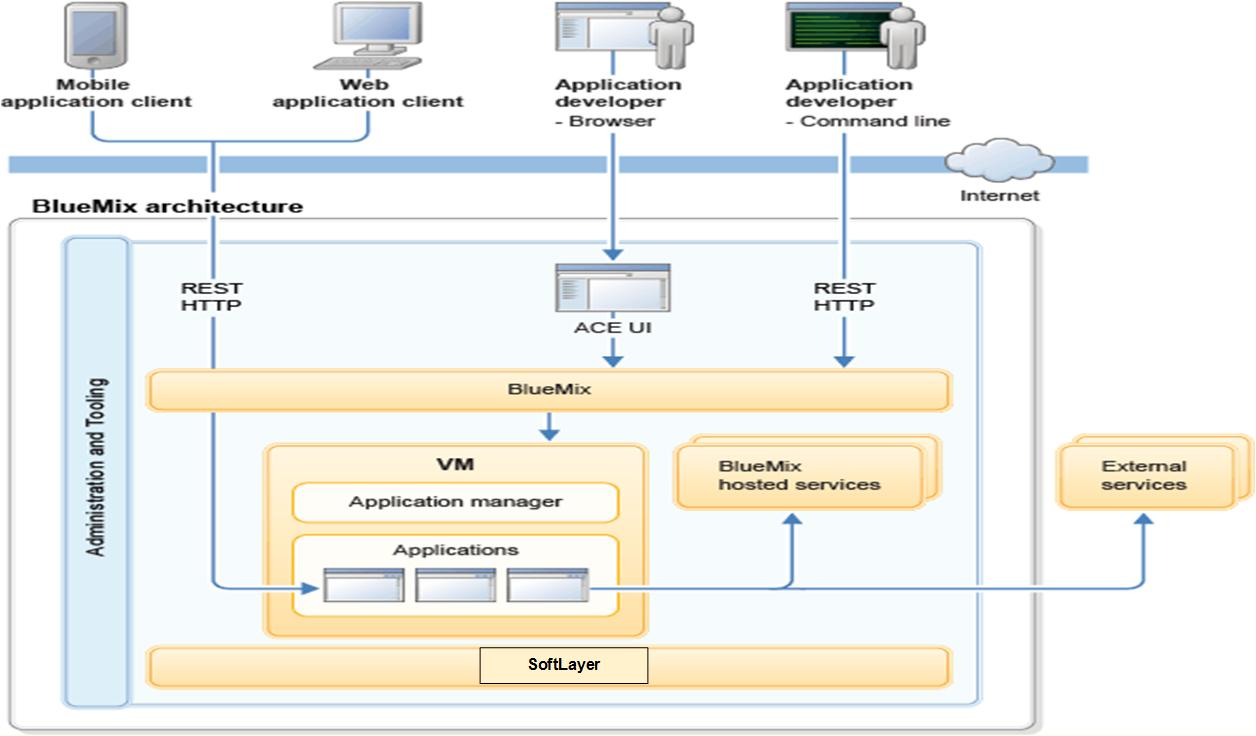 Mobile
application client
Web
application client
Application
developer
- Browser
Application
developer
- Command line
Internet
BlueMix architecture
REST
HTTP
ACE UI
REST
HTTP
Administration and Tooling
BlueMix
VM
Application manager
Applications
BlueMix
hosted services
External
services
SoftLayer